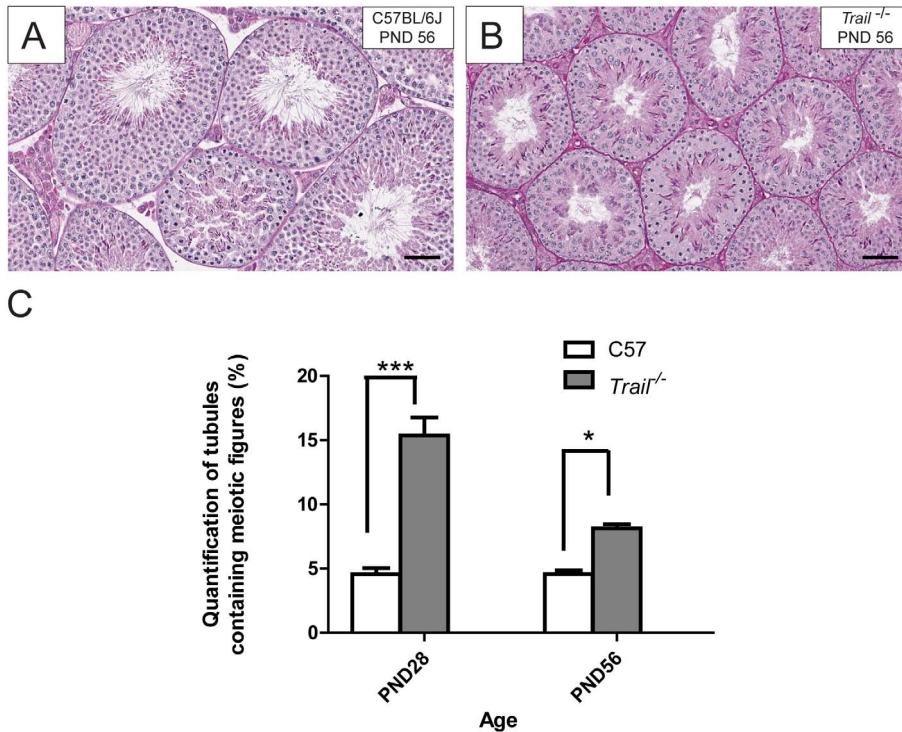 A
C57BL/6J
PND 56
B
Trail -/-
PND 56
C
C57
Trail-/-
***
*
Quantification of tubules
containing meiotic figures (%)
20
15
10
5
0
PND28
PND56
Age